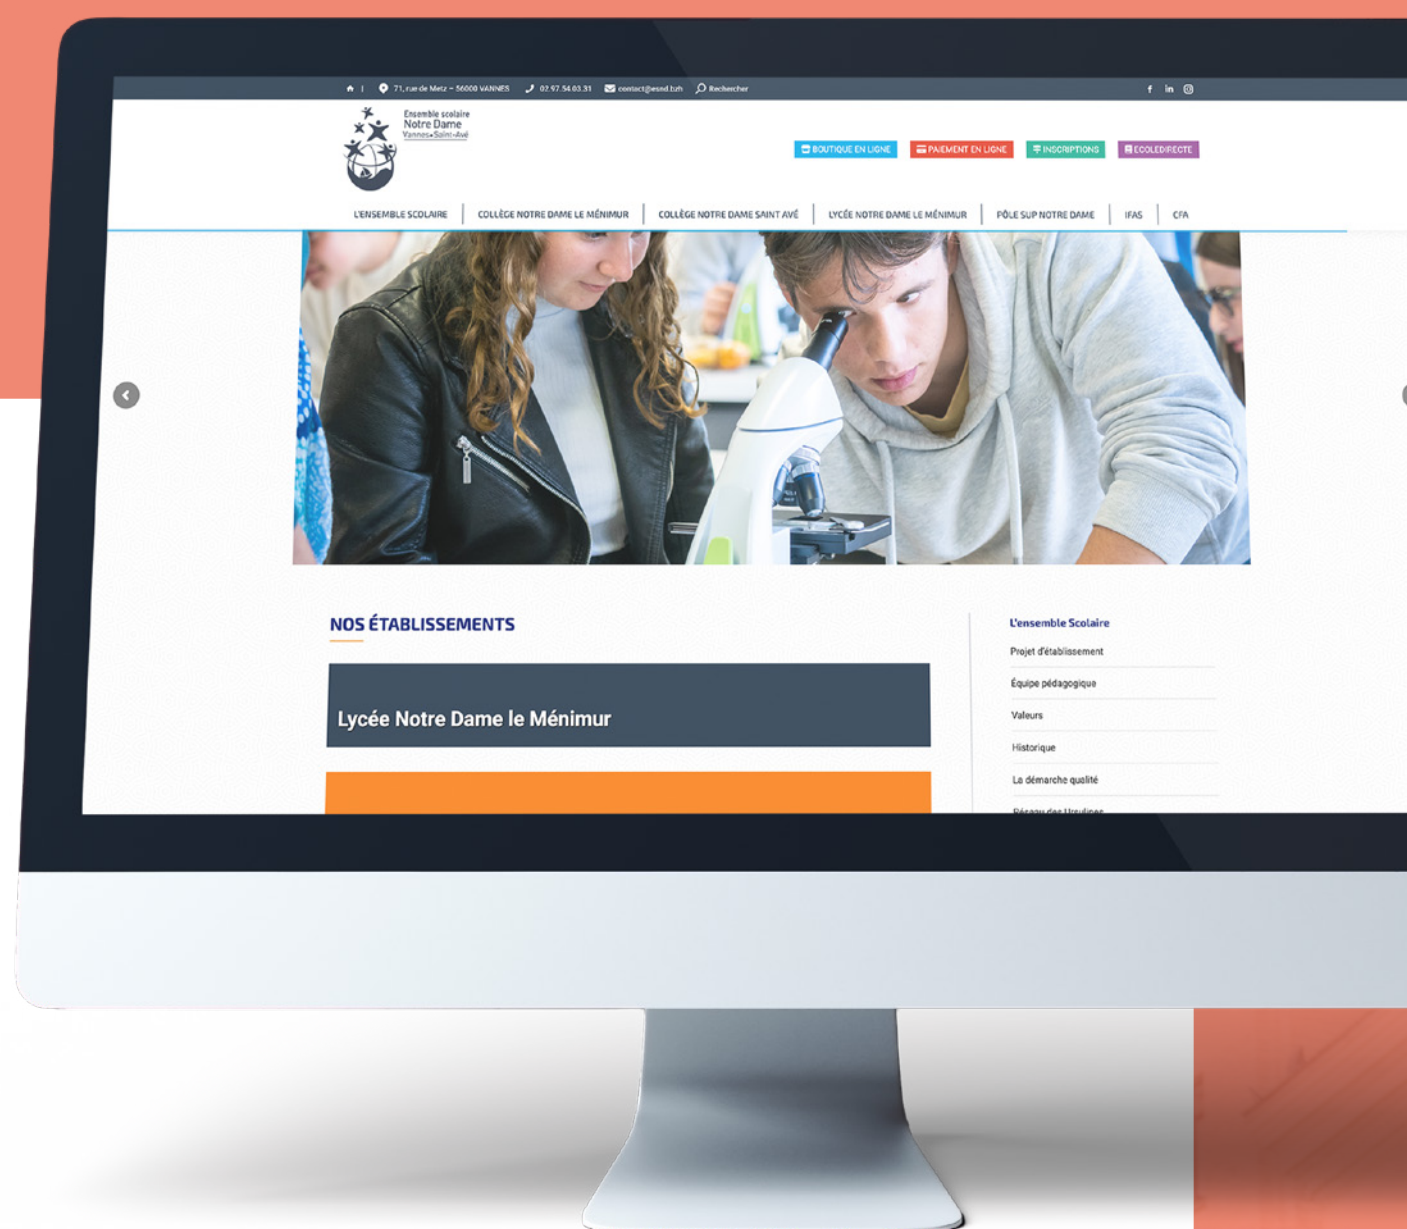 71, rue de Metz – 56000 VANNES 02.97.54.03.31 contact@esnd.bzh Rechercher
Ensemble scolaire
Notre Dame
Vannes•Saint-Avé
BOUTIQUE EN LIGNE PAIEMENT EN LIGNE INSCRIPTIONS ECOLEDIRECTE
L'ENSEMBLE SCOLAIRE COLLÈGE NOTRE DAME LE MÉNIMUR COLLÈGE NOTRE DAME SAINT AVÉ LYCÉE NOTRE DAME LE MÉNIMUR PÔLE SUP NOTRE DAME IFAS CFA
NOS ÉTABLISSEMENTS
Lycée Notre Dame le Ménimur
L'ensemble Scolaire
Projet d'établissement
Équipe pédagogique
Valeurs
Historique
La démarche qualité
Réseau des Ursulines